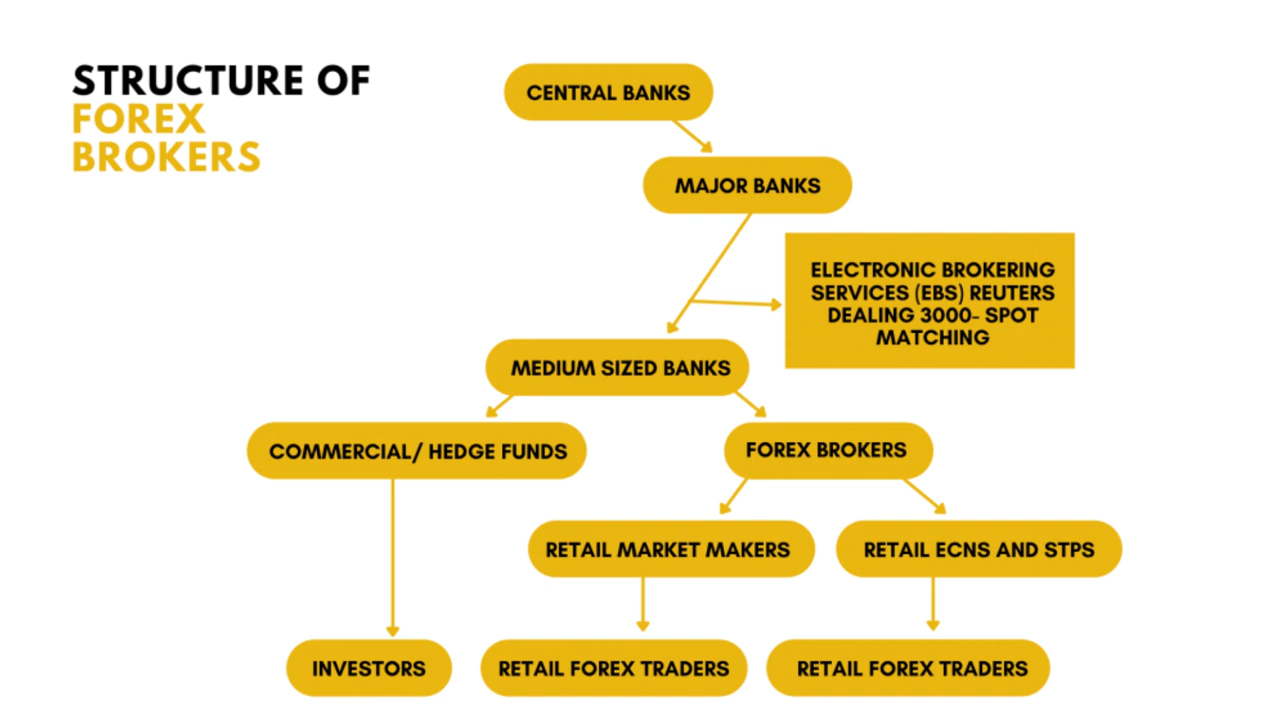 STRUCTURE OF
FOREX
BROKERS
CENTRAL BANKS
MAJOR BANKS
ELECTRONIC BROKERING
SERVICES (EBS) REUTERS
DEALING 3000- SPOT
MATCHING
MEDIUM SIZED BANKS
COMMERCIAL/ HEDGE FUNDS
FOREX BROKERS
RETAIL MARKET MAKERS
RETAIL ECNS AND STPS
INVESTORS
RETAIL FOREX TRADERS
RETAIL FOREX TRADERS